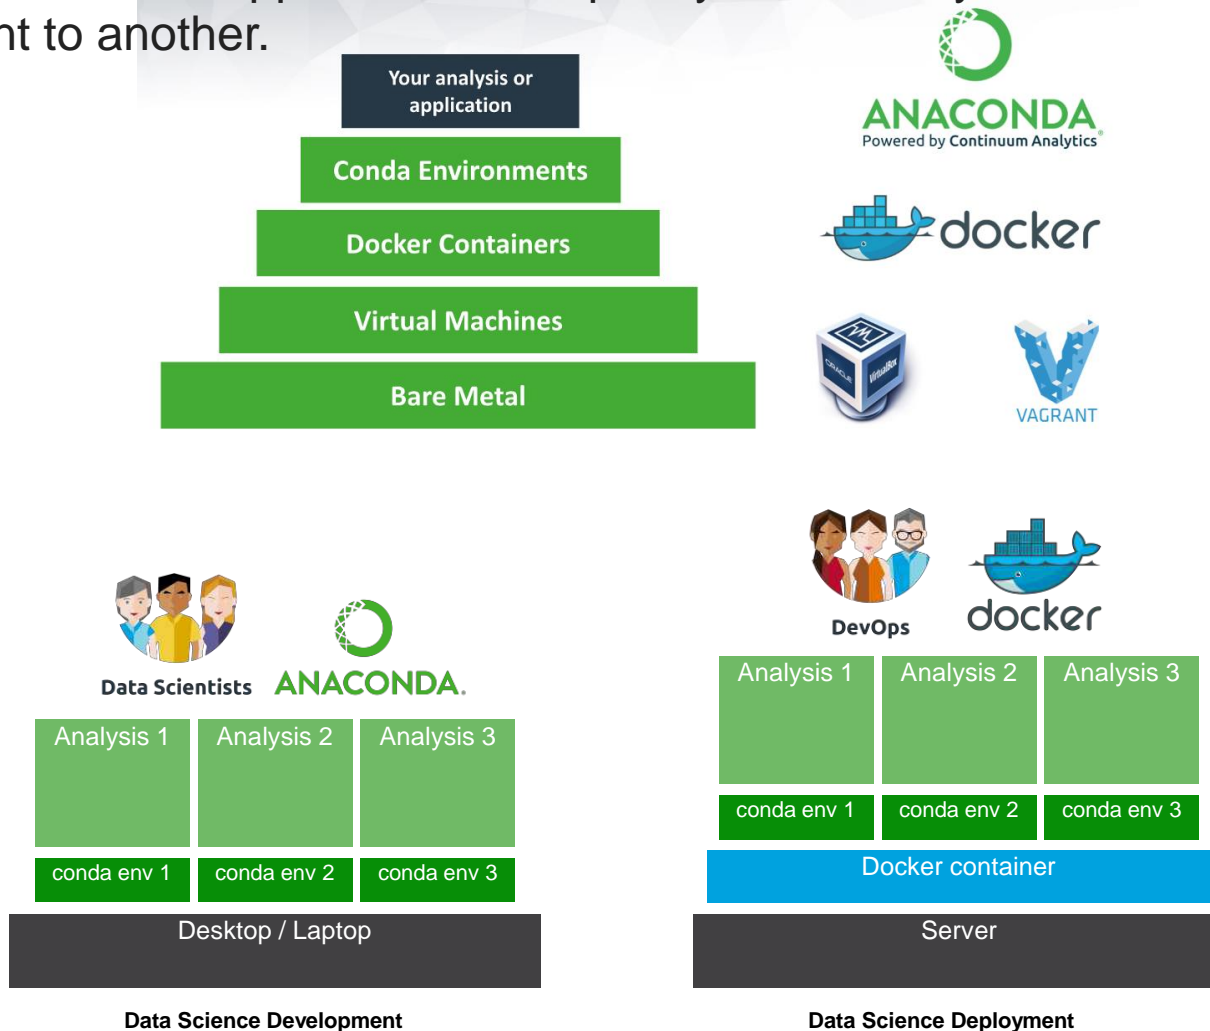 nt to another.
Your analysis or
application
Conda Environments
Docker Containers
Virtual Machines
Bare Metal
ANACONDA
Powered by Continuum Analytics®
docker
ORACLE
VirtualBox
VAGRANT
Data Scientists
ANACONDA.
Analysis 1
Analysis 2
Analysis 3
conda env 1
conda env 2
conda env 3
Desktop / Laptop
Data Science Development
DevOps
docker
Analysis 1
Analysis 2
Analysis 3
conda env 1
conda env 2
conda env 3
Docker container
Server
Data Science Deployment